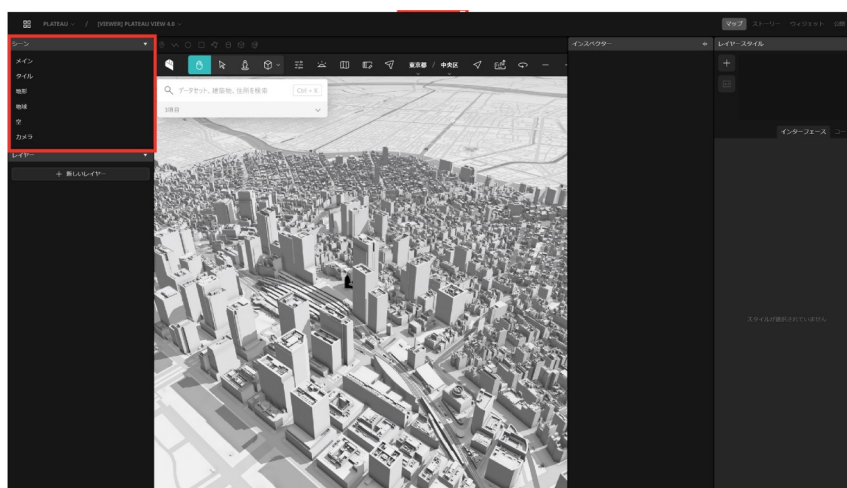 PLATEAU / [VIEWER] PLATEAU VIEW 4.0
マップ ストーリー ウィジェット 公開
シーン
メイン
タイル
地形
地球
空
カメラ
レイヤー
+ 新しいレイヤー
東京都 / 中央区
データセット、建築物、住所を検索 Ctrl + K
インスペクター
レイヤースタイル
インターフェース コー
スタイルが選択されていません